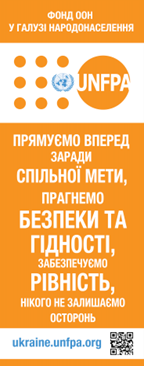 ФОНД ООН
У ГАЛУЗІ НАРОДОНАСЕЛЕННЯ
UNFPA
ПРЯМУЄМО ВПЕРЕД
ЗАРАДИ
СПІЛЬНОЇ МЕТИ,
ПРАГНЕМО
БЕЗПЕКИ ТА
ГІДНОСТІ,
ЗАБЕЗПЕЧУЄМО
РІВНІСТЬ,
НІКОГО НЕ ЗАЛИШАЄМО
ОСТОРОНЬ
ukraine.unfpa.org